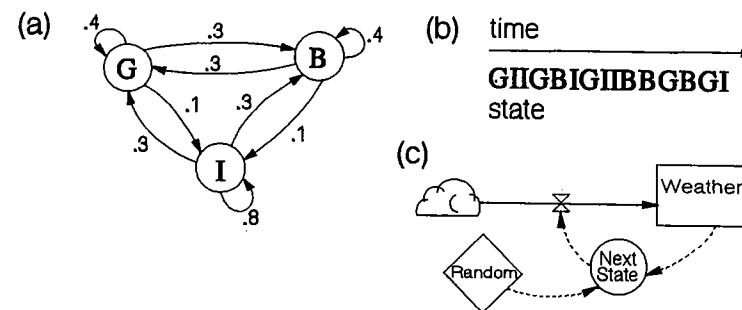 (a)
.4
G
.3
.3
B
.4
.1
.3
.3
.1
I
.8
(b)
time
GIIGBIGIIBBGBGI
state
(c)
Weather
Random
Next
State